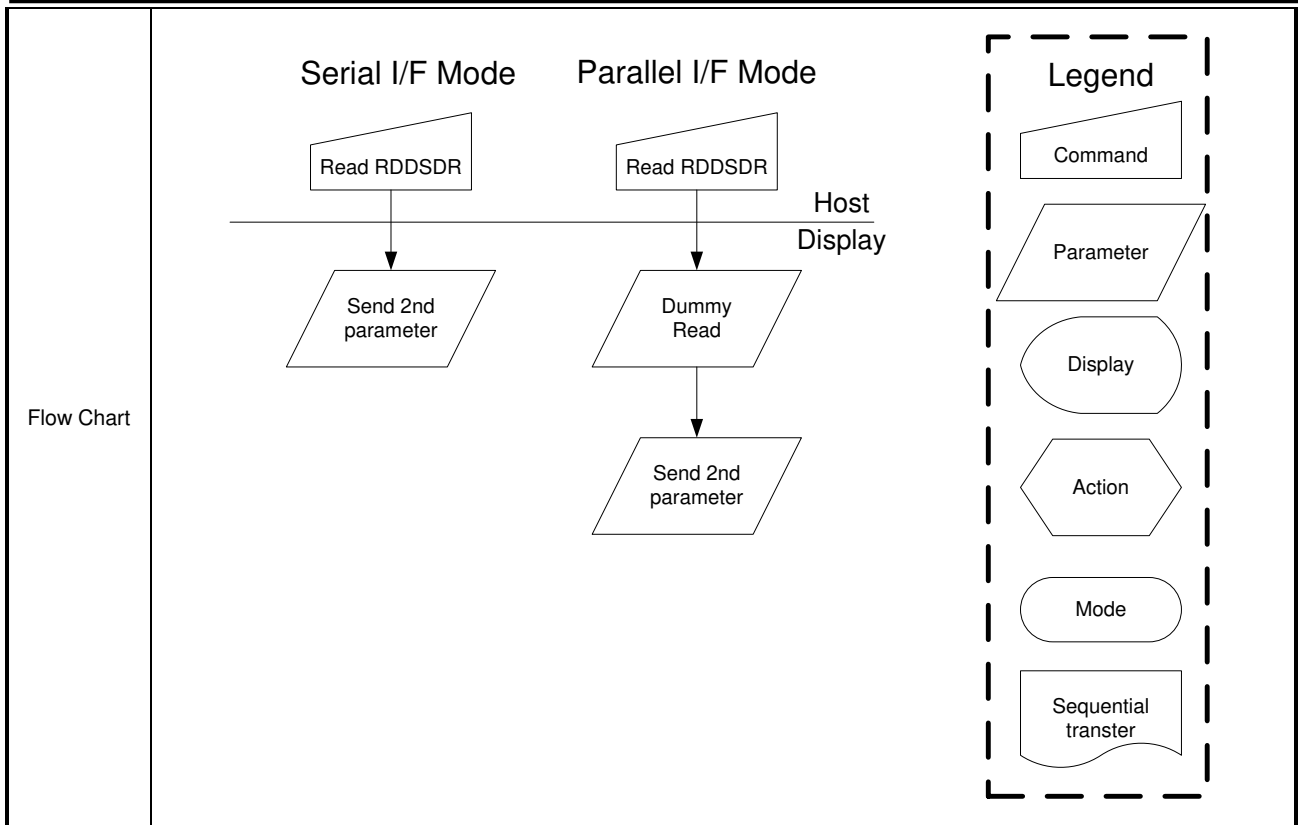 Flow Chart
Serial I/F Mode
Parallel I/F Mode
Read RDDSDR
Read RDDSDR
Host
Display
Send 2nd
parameter
Dummy
Read
Send 2nd
parameter
Legend
Command
Parameter
Display
Action
Mode
Sequential
transter